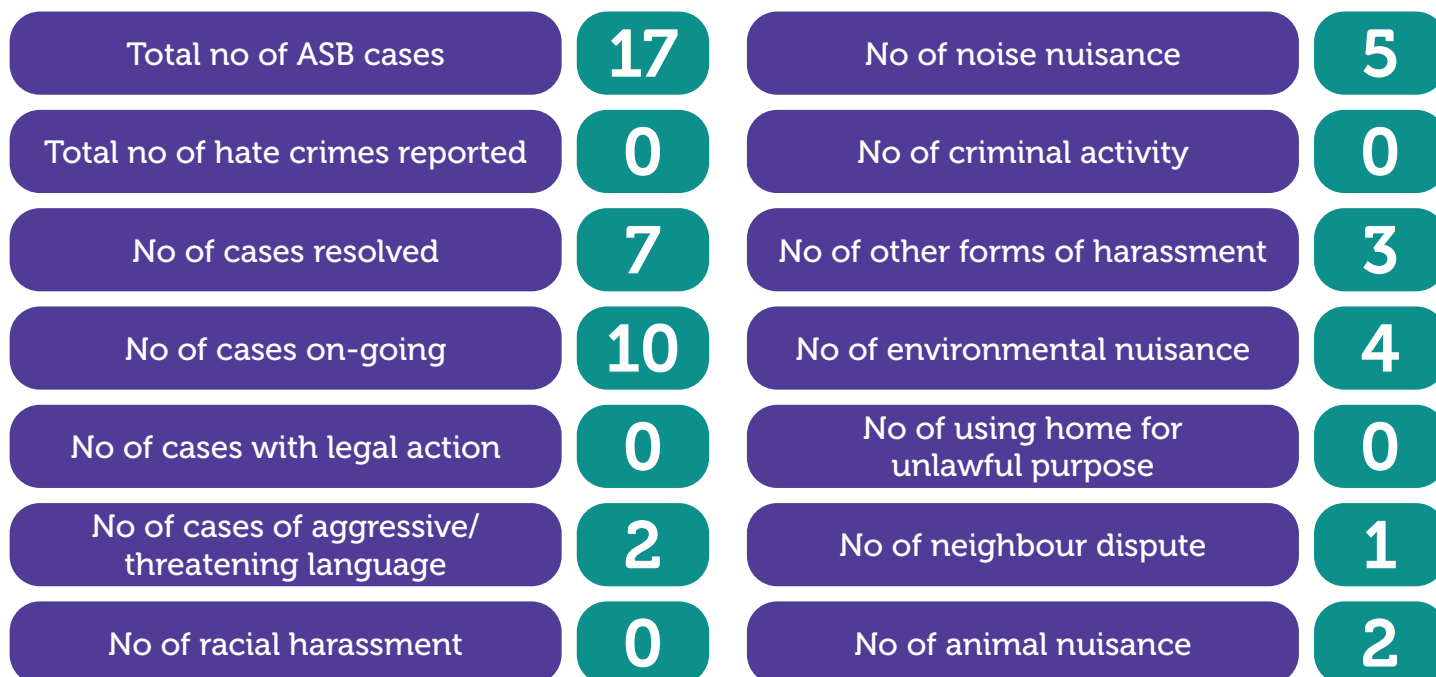 Total no of ASB cases 17
Total no of hate crimes reported 0
No of cases resolved 7
No of cases on-going 10
No of cases with legal action 0
No of cases of aggressive/
threatening language 2
No of racial harassment 0
No of noise nuisance 5
No of criminal activity 0
No of other forms of harassment 3
No of environmental nuisance 4
No of using home for
unlawful purpose 0
No of neighbour dispute 1
No of animal nuisance 2